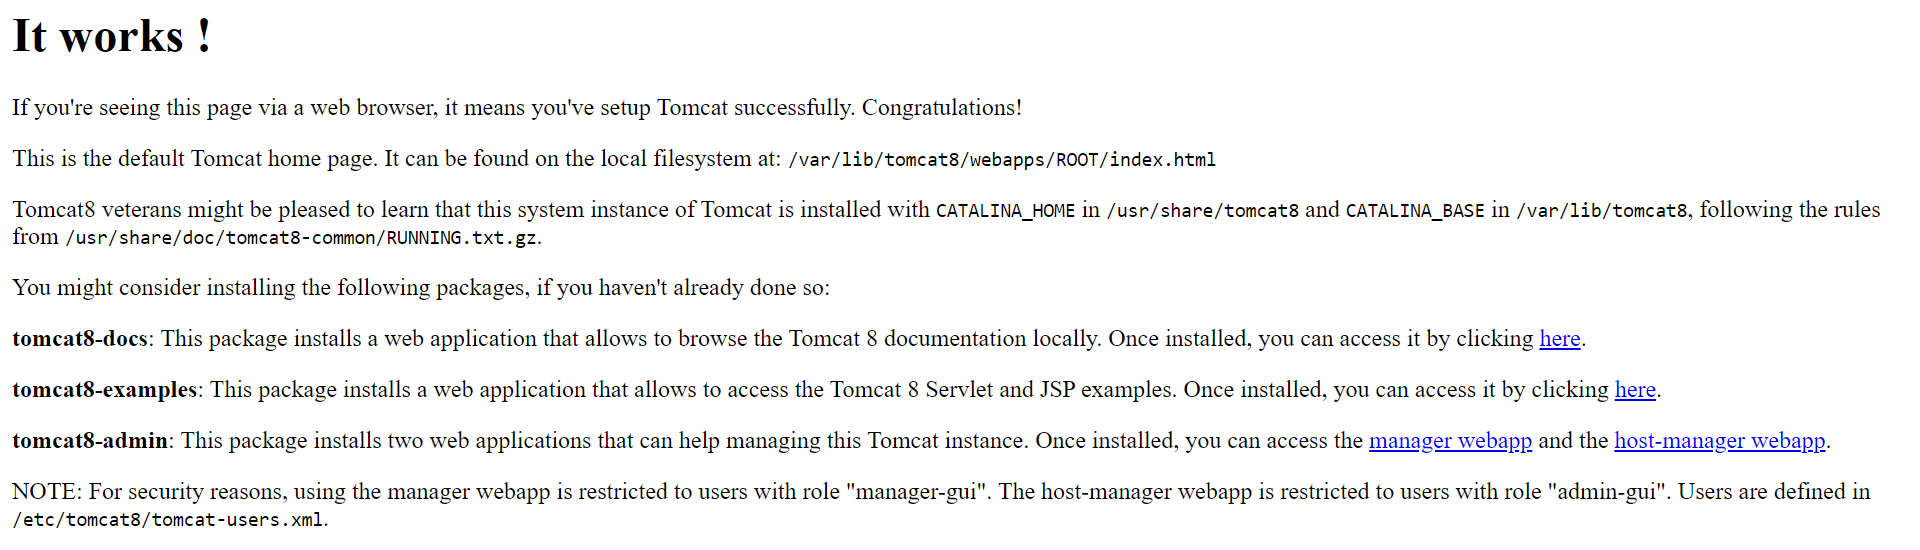 It works !
If you're seeing this page via a web browser, it means you've setup Tomcat successfully. Congratulations!
This is the default Tomcat home page. It can be found on the local filesystem at: /var/lib/tomcat8/webapps/ROOT/index.html
Tomcat8 veterans might be pleased to learn that this system instance of Tomcat is installed with CATALINA_HOME in /usr/share/tomcat8 and CATALINA_BASE in /var/lib/tomcat8, following the rules
from /usr/share/doc/tomcat8-common/RUNNING.txt.gz.
You might consider installing the following packages, if you haven't already done so:
tomcat8-docs: This package installs a web application that allows to browse the Tomcat 8 documentation locally. Once installed, you can access it by clicking here.
tomcat8-examples: This package installs a web application that allows to access the Tomcat 8 Servlet and JSP examples. Once installed, you can access it by clicking here.
tomcat8-admin: This package installs two web applications that can help managing this Tomcat instance. Once installed, you can access the manager webapp and the host-manager webapp.
NOTE: For security reasons, using the manager webapp is restricted to users with role "manager-gui". The host-manager webapp is restricted to users with role "admin-gui". Users are defined in
/etc/tomcat8/tomcat-users.xml.